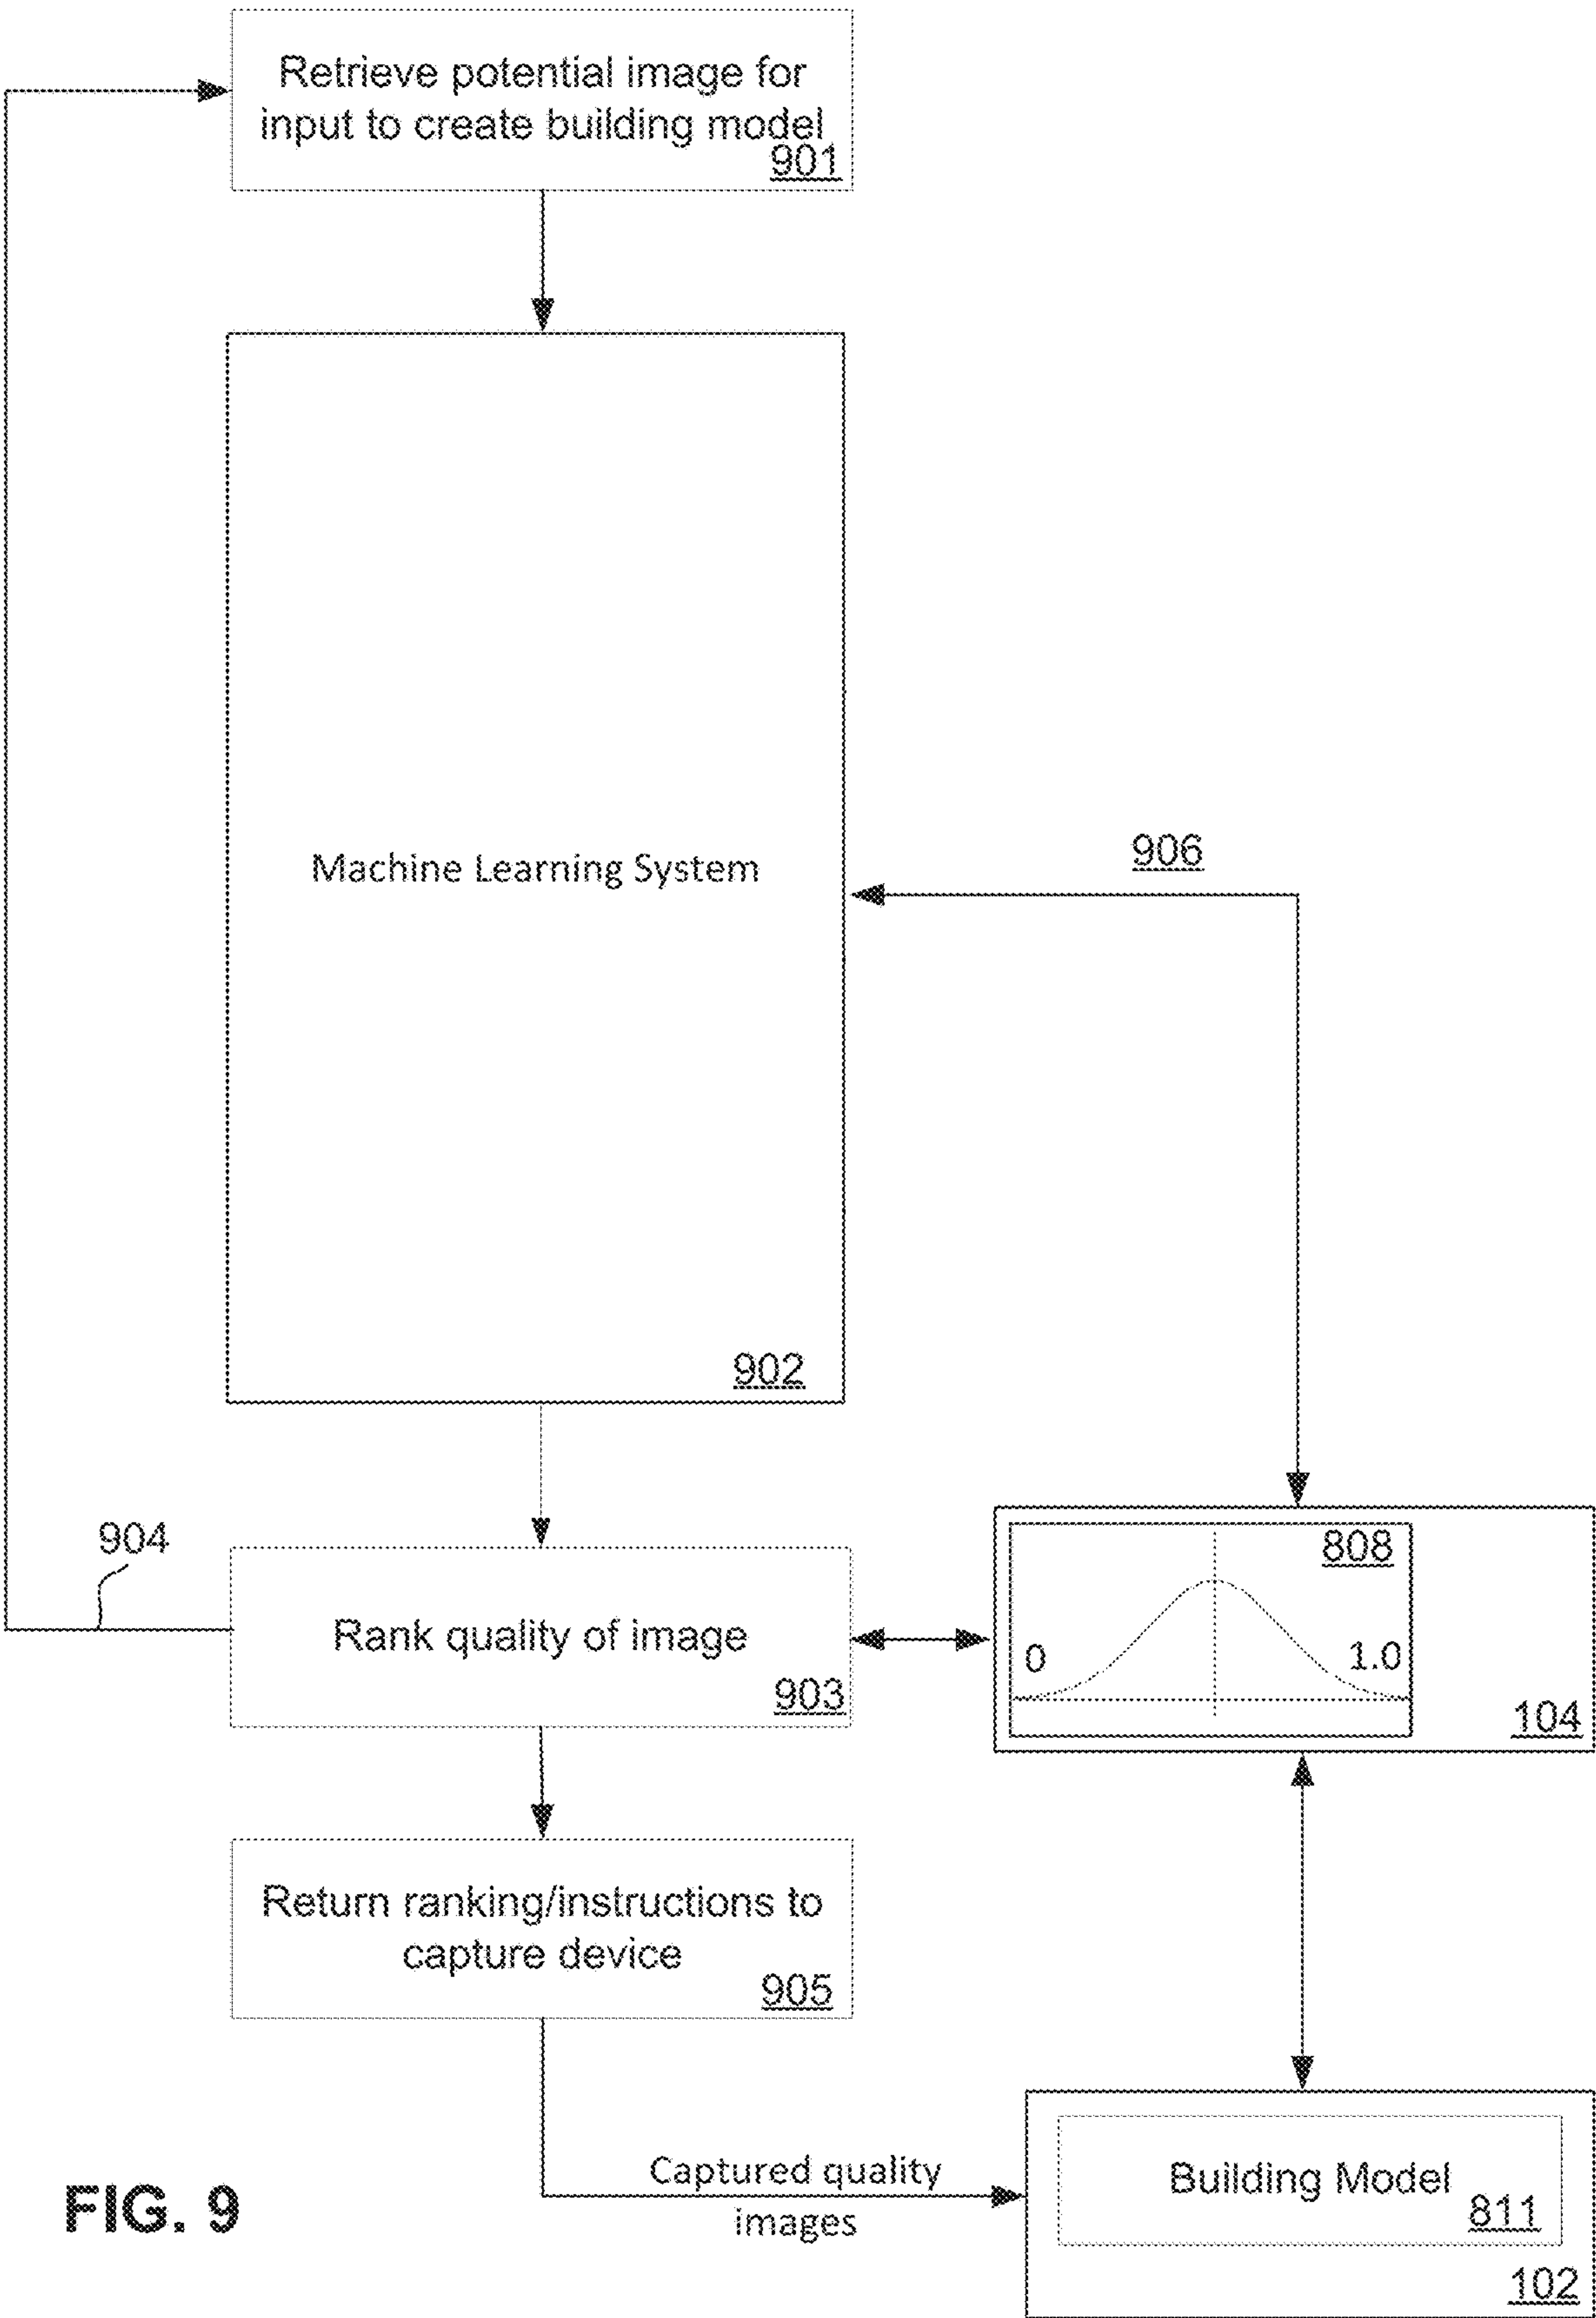 Retrieve potential image for
input to create building model
901
Machine Learning System
906
902
904
808
Rank quality of image
0
1.0
903
104
Return ranking/instructions to
capture device
905
Captured quality
images
Building Model
811
FIG. 9
102